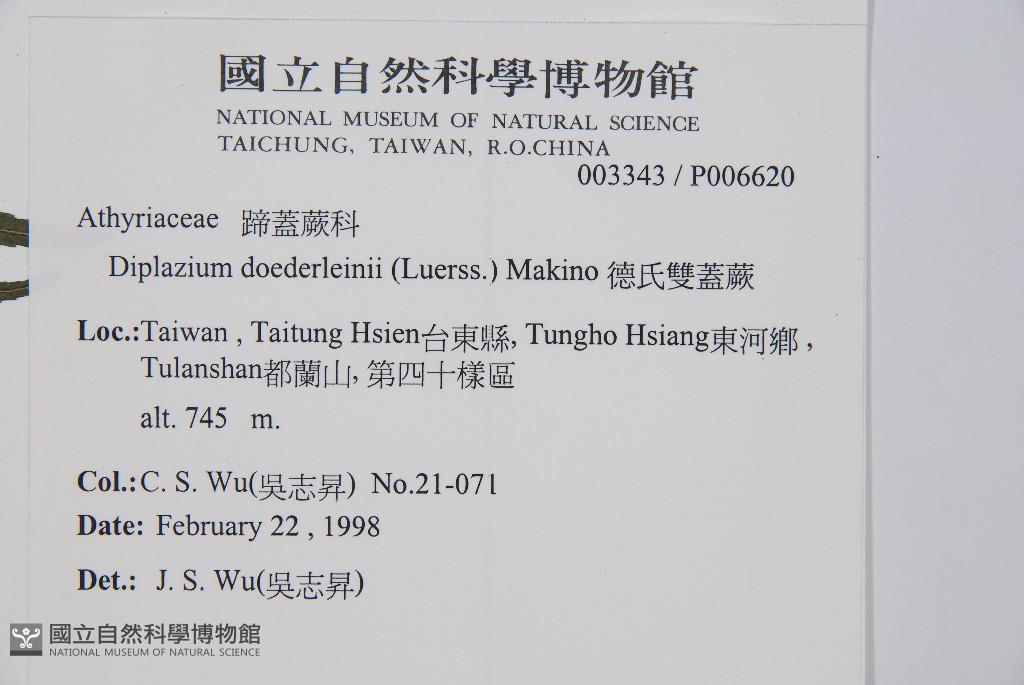 國立自然科學博物館
NATIONAL MUSEUM OF NATURAL SCIENCE
TAICHUNG, TAIWAN, R.O.CHINA
003343 / P006620
Athyriaceae 蹄蓋蕨科
Diplazium doederleinii (Luerss.) Makino 德氏雙蓋蕨
Loc.:Taiwan , Taitung Hsien台東縣, Tungho Hsiang東河鄉 ,
Tulanshan都蘭山, 第四十樣區
alt. 745 m.
Col.:C. S. Wu(吳志昇) No.21-071
Date: February 22 , 1998
Det.: J. S. Wu(吳志昇)
國立自然科學博物館
NATIONAL MUSEUM OF NATURAL SCIENCE